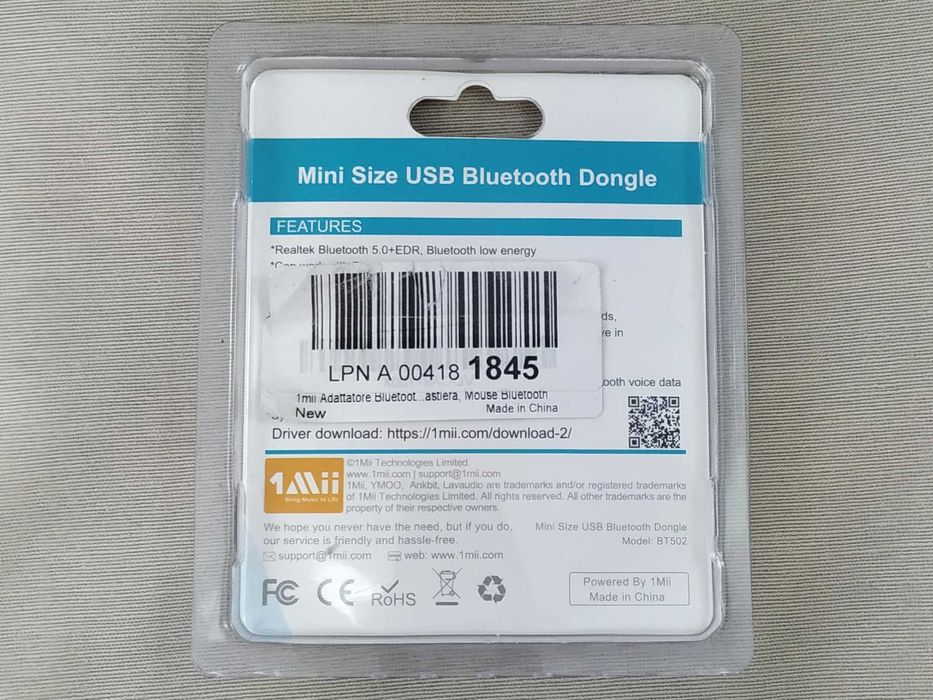 Mini Size USB Bluetooth Dongle
FEATURES
*Realtek Bluetooth 5.0+EDR, Bluetooth low energy
ds,
ve in
LPN A 00418 1845
ooth voice data
1mii Adattatore Bluetoot...astiera, Mouse Bluetooth
New
Made in China
Driver download: https://1mii.com/download-2/
1Mii
Bring Music to Life
©1Mii Technologies Limited
www.1mii.com | support@1mii.com
1Mii, YMOO, Ankbit, Lavaudio are trademarks and/or registered trademarks
of 1Mii Technologies Limited. All rights reserved. All other trademarks are the
property of their respective owners.
We hope you never have the need, but if you do,
our service is friendly and hassle-free.
support@1mii.com web: www.1mii.com
Mini Size USB Bluetooth Dongle
Model: BT502
FC CE RoHS
Powered By 1Mii
Made in China